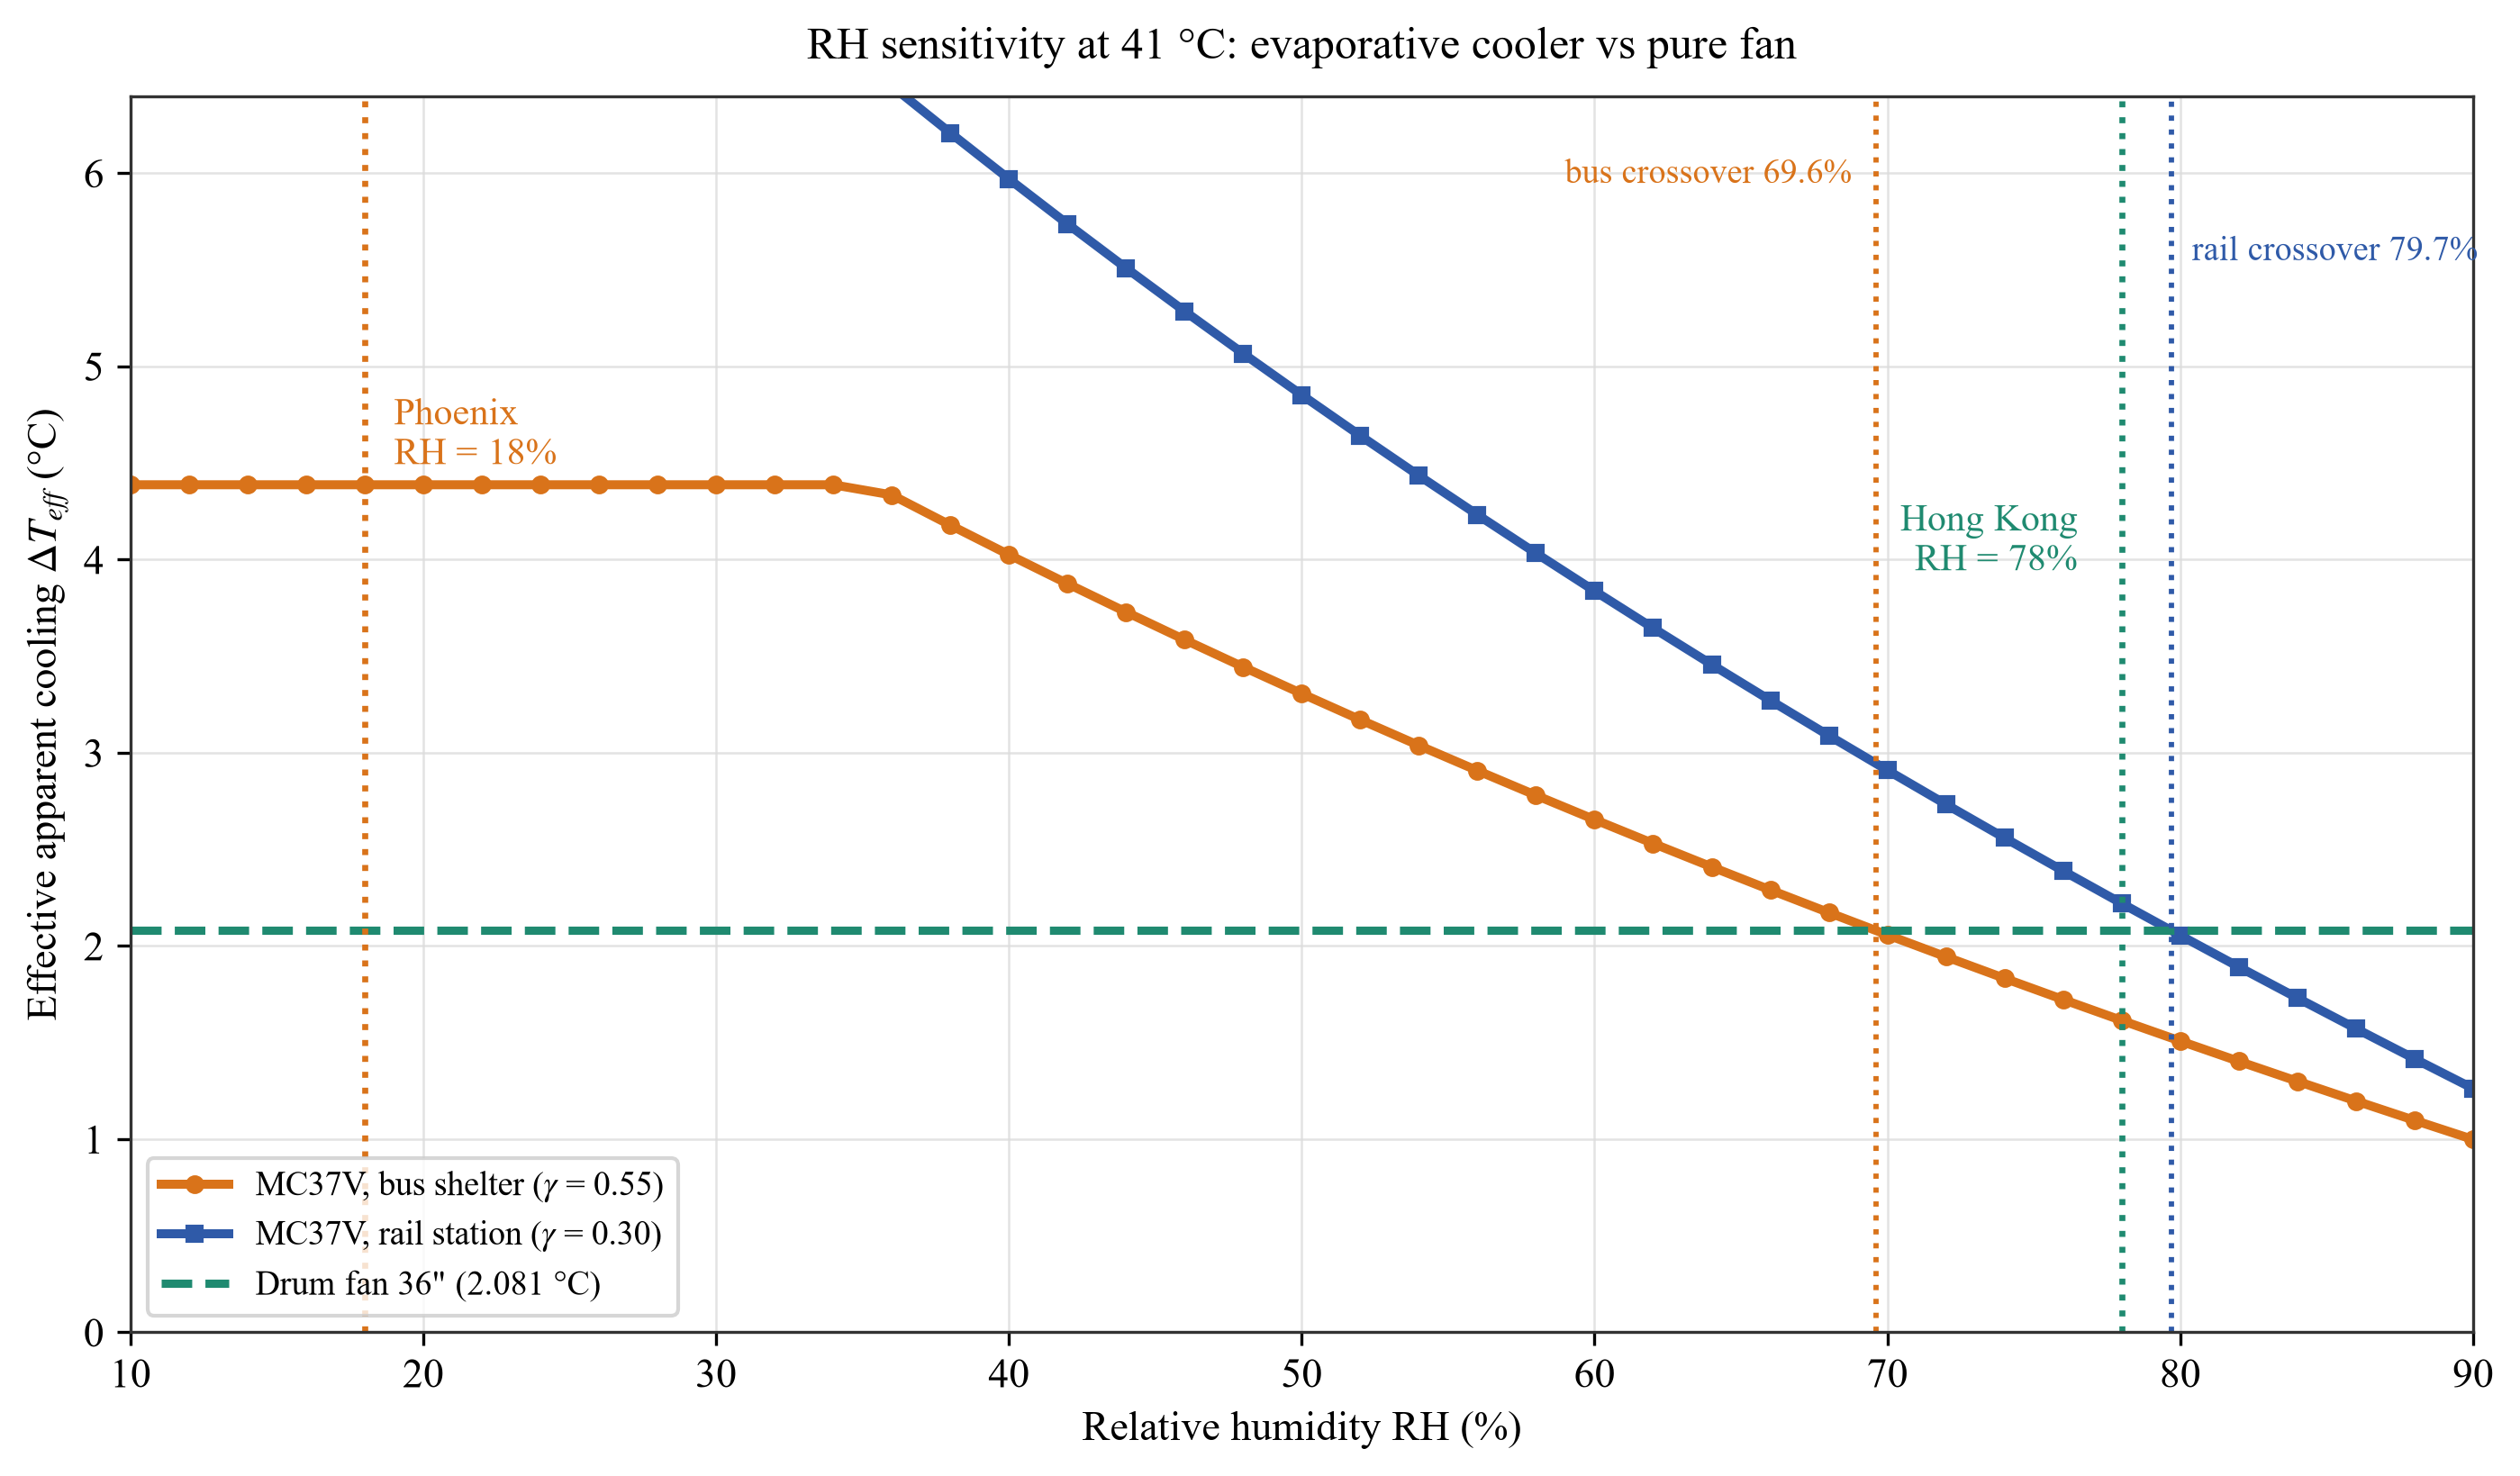 RH sensitivity at 41 °C: evaporative cooler vs pure fan
Effective apparent cooling ΔT_eff (°C)
6
5
4
3
2
1
0
bus crossover 69.6%
rail crossover 79.7%
Phoenix
RH = 18%
Hong Kong
RH = 78%
MC37V, bus shelter (γ = 0.55)
MC37V, rail station (γ = 0.30)
Drum fan 36" (2.081 °C)
10 20 30 40 50 60 70 80 90
Relative humidity RH (%)